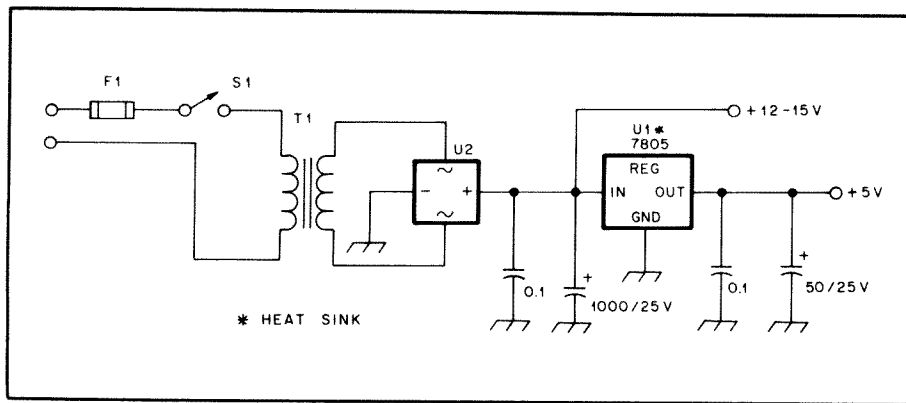 F1
S1
T1
U2
~
- +
~
+12-15V
U1*
7805
REG
IN OUT
GND
+5V
0.1
+
1000/25V
0.1
+
50/25V
* HEAT SINK